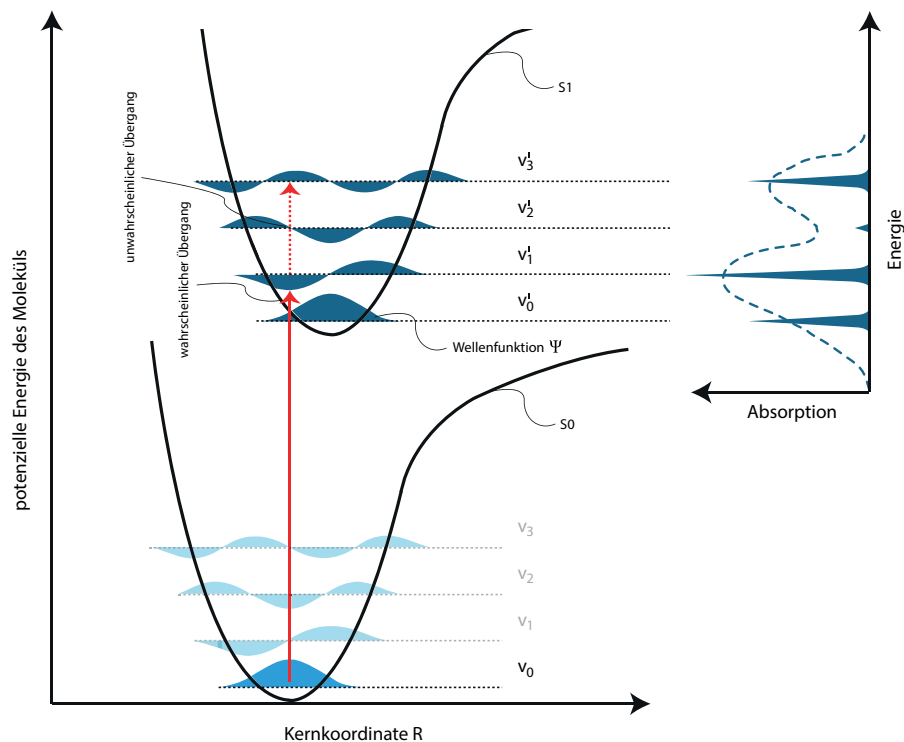 potenzielle Energie des Moleküls
unwahrscheinlicher Übergang
wahrscheinlicher Übergang
S1
v'3
v'2
v'1
v'0
Wellenfunktion Ψ
S0
v3
v2
v1
v0
Kernkoordinate R
Energie
Absorption